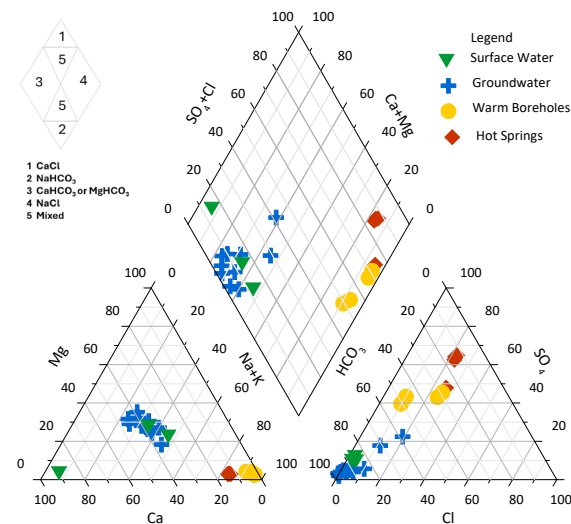 1
5
3
4
5
2
1 CaCl
2 NaHCO₃
3 CaHCO₃ or MgHCO₃
4 NaCl
5 Mixed
Legend
Surface Water
Groundwater
Warm Boreholes
Hot Springs
100 100
80 80
60 60
SO₄+Cl Ca+Mg
40 40
20 20
0 0
100 0 0 100
80 20 20 80
Mg Na+K HCO₃ SO₄
60 40 40 60
40 60 60 40
20 80 80 20
0 100 100 0
100 80 60 40 20 0
Ca
0 20 40 60 80 100
Cl